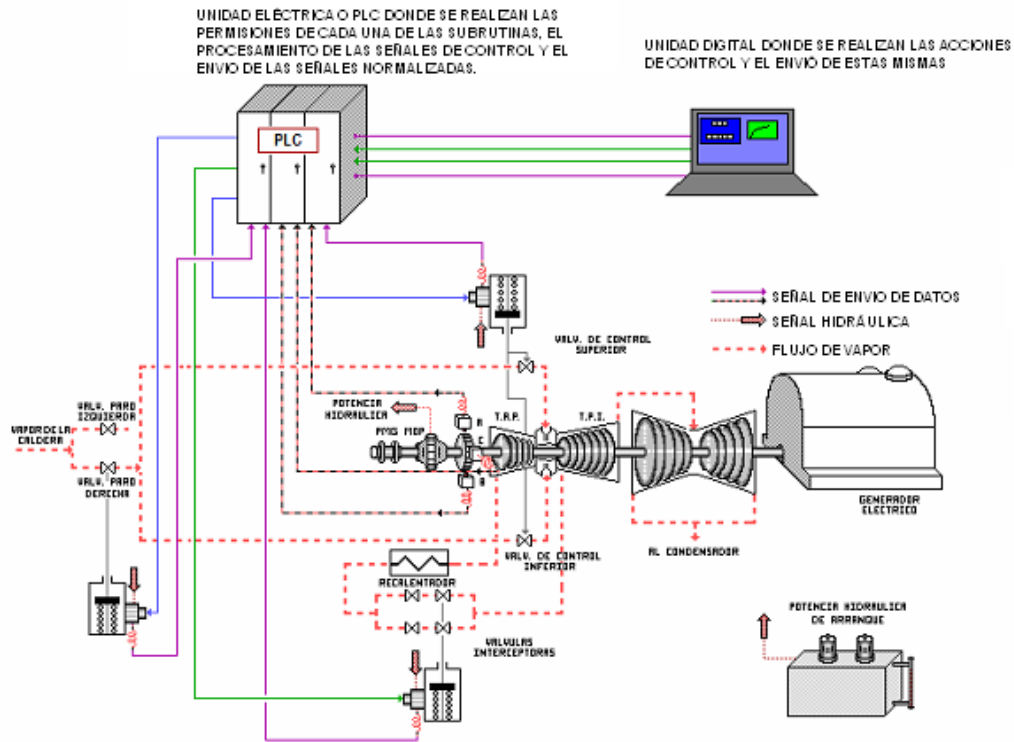 UNIDAD ELÉCTRICA O PLC DONDE SE REALIZAN LAS
PERMISIONES DE CADA UNA DE LAS SUBRUTINAS, EL
PROCESAMIENTO DE LAS SEÑALES DE CONTROL Y EL
ENVIO DE LAS SEÑALES NORMALIZADAS.
UNIDAD DIGITAL DONDE SE REALIZAN LAS ACCIONES
DE CONTROL Y EL ENVIÓ DE ESTAS MISMAS
PLC
SEÑAL DE ENVIO DE DATOS
SEÑAL HIDRÁULICA
FLUJO DE VAPOR
VALV. DE CONTROL
SUPERIOR
VALV. PARO
IZQUIERDA
VAPOR DE LA
CALDERA
VALV. PARO
DERECHA
POTENCIA
HIDRAULICA
PMG MOP
A
C
B
T.A.P.
T.P.I.
GENERADOR
ELECTRICO
AL CONDENSADOR
VALV. DE CONTROL
INFERIOR
RECALENTADOR
VALVULAS
INTERCEPTORAS
POTENCIA HIDRAULICA
DE ARRANQUE